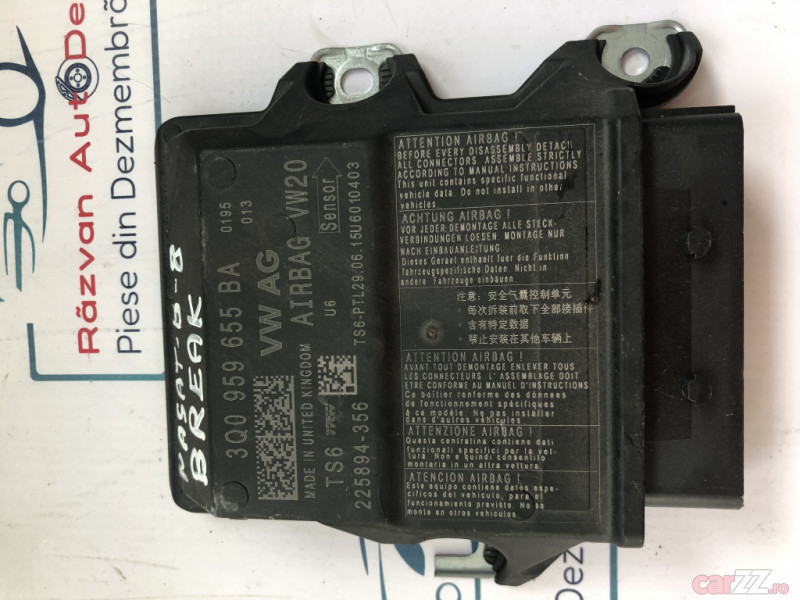 Răzvan AutoDe
Piese din Dezmembră
PASAT-B-8
BREAK
3Q0 959 655 BA
0195
013
VW AG
AIRBAG VW20
Sensor
MADE IN UNITED KINGDOM
U6
TS6
TRW
TS6-PTL29.06.15U6010403
225894-356
ATTENTION AIRBAG !
BEFORE EVERY DISASSEMBLY DETACH
ALL CONNECTORS. ASSEMBLE STRICTLY
ACCORDING TO MANUAL INSTRUCTIONS
This unit contains specific functional
vehicle data. Do not install in other
vehicles
ACHTUNG AIRBAG !
VOR JEDER DEMONTAGE ALLE STECK-
VERBINDUNGEN LOESEN. MONTAGE NUR
NACH EINBAUANLEITUNG.
Dieses Geraet enthaelt fuer die Funktion
fahrzeugspezifische Daten. Nicht in
andere Fahrzeuge einbauen
注意: 安全气囊控制单元
• 每次拆装前取下全部接插件
• 含有特定数据
• 禁止安装在其他车辆上
ATTENTION AIRBAG !
AVANT TOUT DEMONTAGE ENLEVER TOUS
LES CONNECTEURS. L' ASSEMBLAGE DOIT
ETRE CONFORME AU MANUEL D'INSTRUCTIONS.
Ce boîtier renferme des données
de fonctionnement spécifiques
à ce modèle. Ne pas installer
dans d'autres véhicules
ATTENZIONE AIRBAG !
Questa centralina contiene dati
funzionali specifici per la vet-
tura. Non e quindi consentito
montaria in un altra vettura.
ATENCION AIRBAG !
Este equipo contiene datos espe-
cificos del vehículo, para el
funcionamiento previsto. No se
monte en otros vehículos
De
carzz.ro